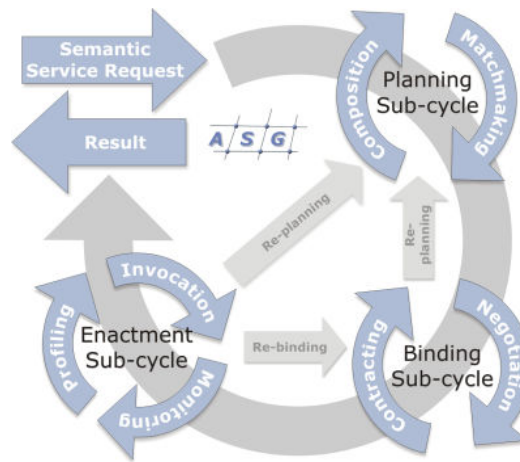 Semantic
Service Request
Result
A S G
Composition
Planning
Sub-cycle
Matchmaking
Re-planning
Re-
planning
Invocation
Enactment
Sub-cycle
Profiling
Monitoring
Re-binding
Contracting
Binding
Sub-cycle
Negotiation